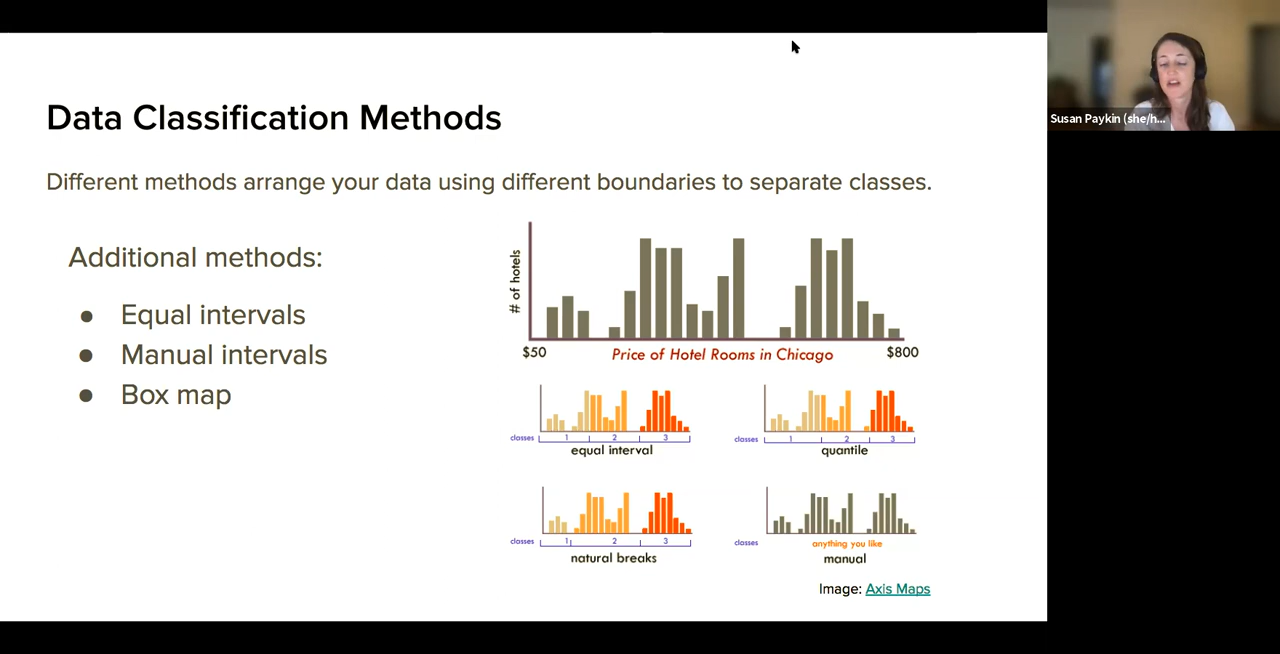 Data Classification Methods
Different methods arrange your data using different boundaries to separate classes.
Additional methods:
● Equal intervals
● Manual intervals
● Box map
# of hotels
$50
Price of Hotel Rooms in Chicago
$800
classes
1
2
3
equal interval
classes
1
2
3
quantile
classes
1
2
3
natural breaks
classes
anything you like
manual
Image: Axis Maps
Susan Paykin (she/h...